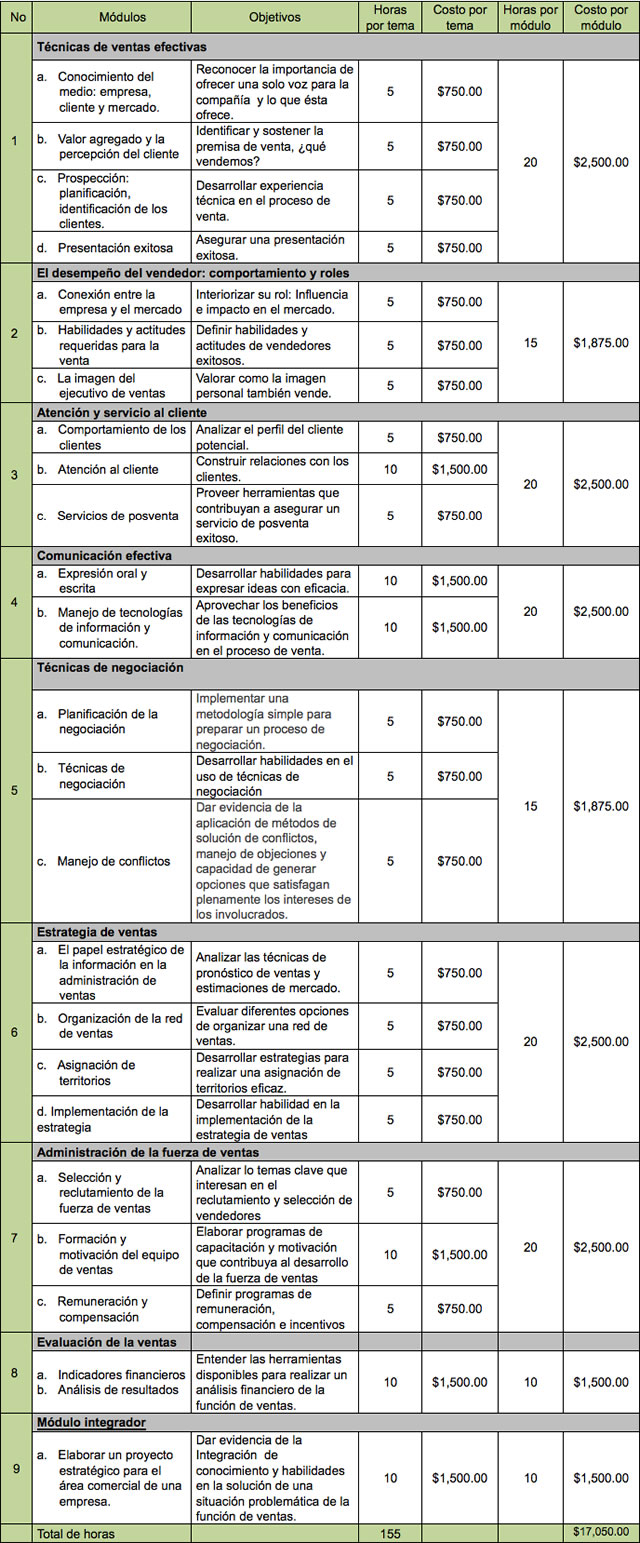 No Módulos Objetivos Horas por tema Costo por tema Horas por módulo Costo por módulo
1
Técnicas de ventas efectivas
a. Conocimiento del
medio: empresa,
cliente y mercado.
Reconocer la importancia de
ofrecer una solo voz para la
compañía y lo que ésta
ofrece.
5
$750.00
b. Valor agregado y la
percepción del cliente
Identificar y sostener la
premisa de venta, ¿qué
vendemos?
5
$750.00
c. Prospección:
planificación,
identificación de los
clientes.
Desarrollar experiencia
técnica en el proceso de
venta.
5
$750.00
d. Presentación exitosa
Asegurar una presentación
exitosa.
5
$750.00
20
$2,500.00
2
El desempeño del vendedor: comportamiento y roles
a. Conexión entre la
empresa y el mercado
Interiorizar su rol: Influencia
e impacto en el mercado.
5
$750.00
b. Habilidades y actitudes
requeridas para la
venta
Definir habilidades y
actitudes de vendedores
exitosos.
5
$750.00
c. La imagen del
ejecutivo de ventas
Valorar como la imagen
personal también vende.
5
$750.00
15
$1,875.00
3
Atención y servicio al cliente
a. Comportamiento de los
clientes
Analizar el perfil del cliente
potencial.
5
$750.00
b. Atención al cliente
Construir relaciones con los
clientes.
10
$1,500.00
c. Servicios de posventa
Proveer herramientas que
contribuyan a asegurar un
servicio de posventa
exitoso.
5
$750.00
20
$2,500.00
4
Comunicación efectiva
a. Expresión oral y
escrita
Desarrollar habilidades para
expresar ideas con eficacia.
10
$1,500.00
b. Manejo de tecnologías
de información y
comunicación.
Aprovechar los beneficios
de las tecnologías de
información y comunicación
en el proceso de venta.
10
$1,500.00
20
$2,500.00
5
Técnicas de negociación
a. Planificación de la
negociación
Implementar una
metodología simple para
preparar un proceso de
negociación.
5
$750.00
b. Técnicas de
negociación
Desarrollar habilidades en el
uso de técnicas de
negociación
5
$750.00
c. Manejo de conflictos
Dar evidencia de la
aplicación de métodos de
solución de conflictos,
manejo de objeciones y
capacidad de generar
opciones que satisfagan
plenamente los intereses de
los involucrados.
5
$750.00
15
$1,875.00
6
Estrategia de ventas
a. El papel estratégico de
la información en la
administración de
ventas
Analizar las técnicas de
pronóstico de ventas y
estimaciones de mercado.
5
$750.00
b. Organización de la red
de ventas
Evaluar diferentes opciones
de organizar una red de
ventas.
5
$750.00
c. Asignación de
territorios
Desarrollar estrategias para
realizar una asignación de
territorios eficaz.
5
$750.00
d. Implementación de la
estrategia
Desarrollar habilidad en la
implementación de la
estrategia de ventas
5
$750.00
20
$2,500.00
7
Administración de la fuerza de ventas
a. Selección y
reclutamiento de la
fuerza de ventas
Analizar lo temas clave que
interesan en el
reclutamiento y selección de
vendedores
5
$750.00
b. Formación y
motivación del equipo
de ventas
Elaborar programas de
capacitación y motivación
que contribuya al desarrollo
de la fuerza de ventas
10
$1,500.00
c. Remuneración y
compensación
Definir programas de
remuneración,
compensación e incentivos
5
$750.00
20
$2,500.00
8
Evaluación de la ventas
a. Indicadores financieros
b. Análisis de resultados
Entender las herramientas
disponibles para realizar un
análisis financiero de la
función de ventas.
10
$1,500.00
10
$1,500.00
9
Módulo integrador
a. Elaborar un proyecto
estratégico para el
área comercial de una
empresa.
Dar evidencia de la
Integración de
conocimiento y habilidades
en la solución de una
situación problemática de la
función de ventas.
10
$1,500.00
10
$1,500.00
Total de horas 155 $17,050.00